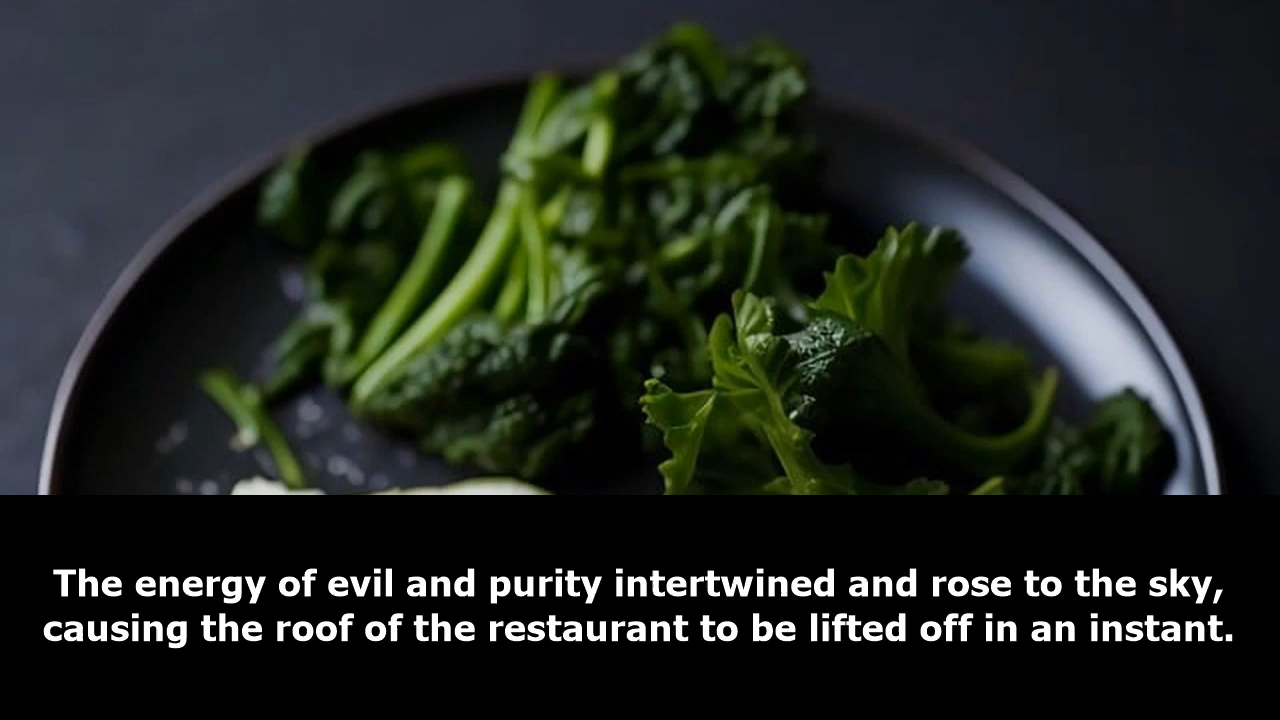 The energy of evil and purity intertwined and rose to the sky,
causing the roof of the restaurant to be lifted off in an instant.